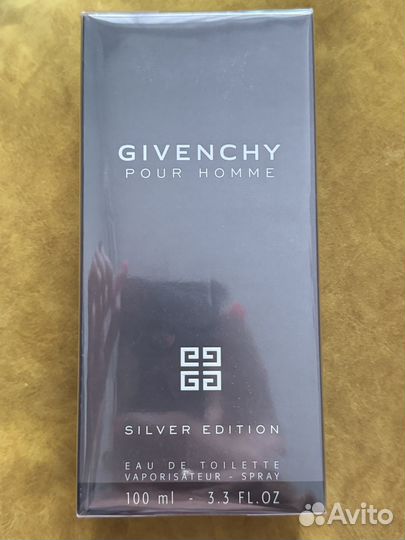 GIVENCHY
POUR HOMME
SILVER EDITION
EAU DE TOILETTE
VAPORISATEUR - SPRAY
100 ml - 3.3 FL.OZ
Avito